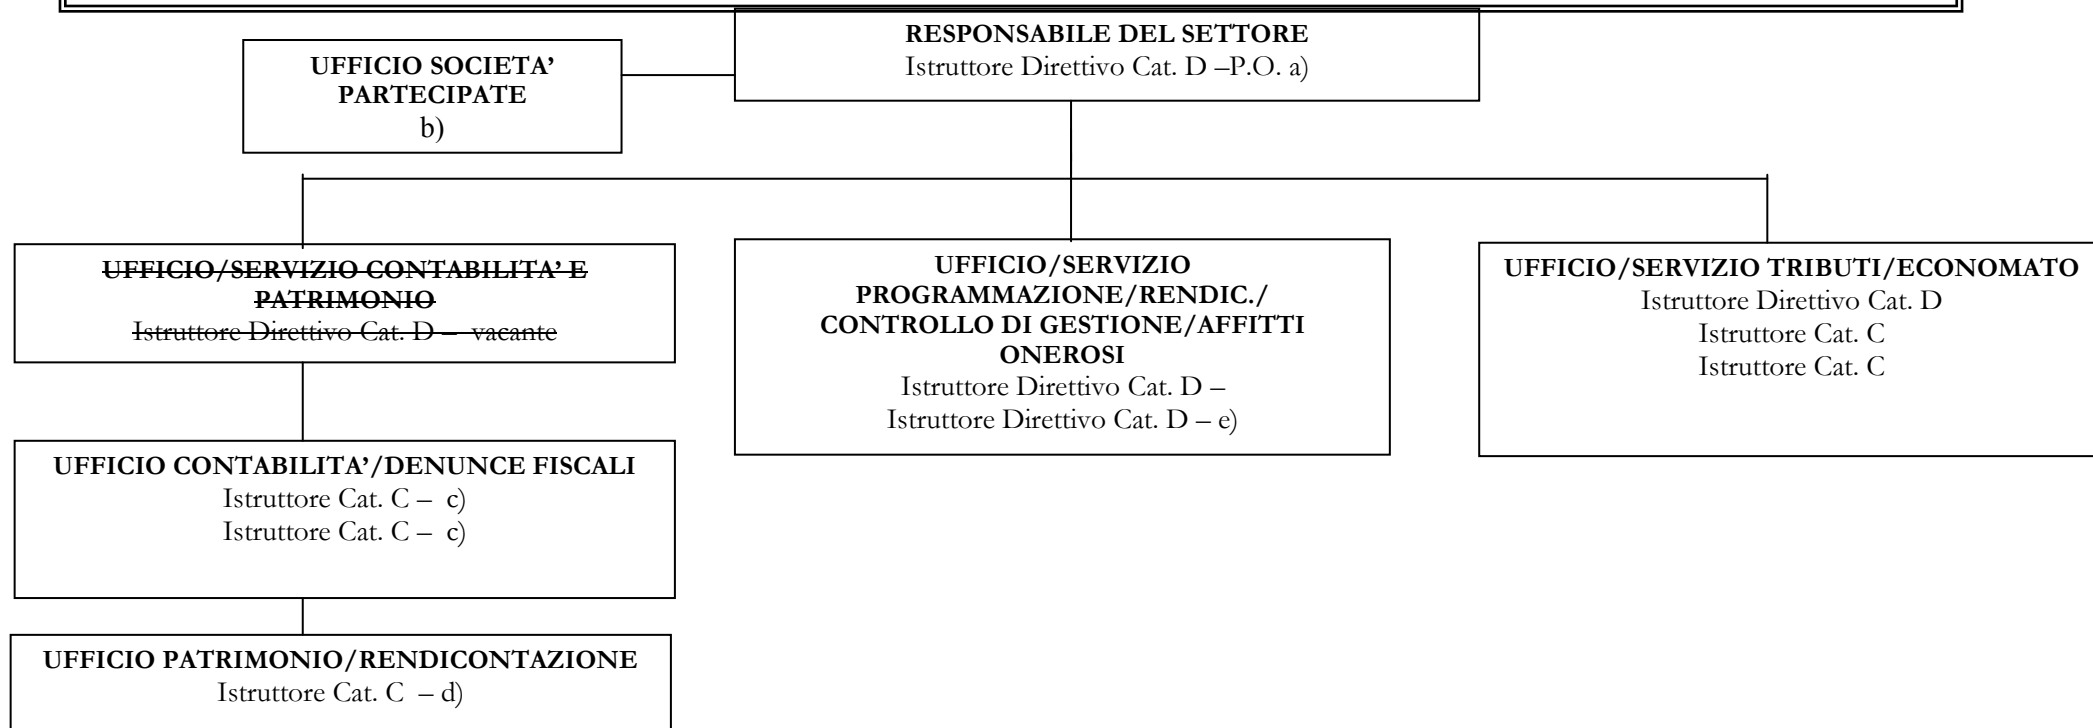 RESPONSABILE DEL SETTORE
Istruttore Direttivo Cat. D –P.O. a)
UFFICIO SOCIETA’
PARTECIPATE
b)
UFFICIO/SERVIZIO CONTABILITA’ E
PATRIMONIO
Istruttore Direttivo Cat. D – vacante
UFFICIO/SERVIZIO
PROGRAMMAZIONE/RENDIC./
CONTROLLO DI GESTIONE/AFFITTI
ONEROSI
Istruttore Direttivo Cat. D –
Istruttore Direttivo Cat. D – e)
UFFICIO/SERVIZIO TRIBUTI/ECONOMATO
Istruttore Direttivo Cat. D
Istruttore Cat. C
Istruttore Cat. C
UFFICIO CONTABILITA’/DENUNCE FISCALI
Istruttore Cat. C – c)
Istruttore Cat. C – c)
UFFICIO PATRIMONIO/RENDICONTAZIONE
Istruttore Cat. C – d)